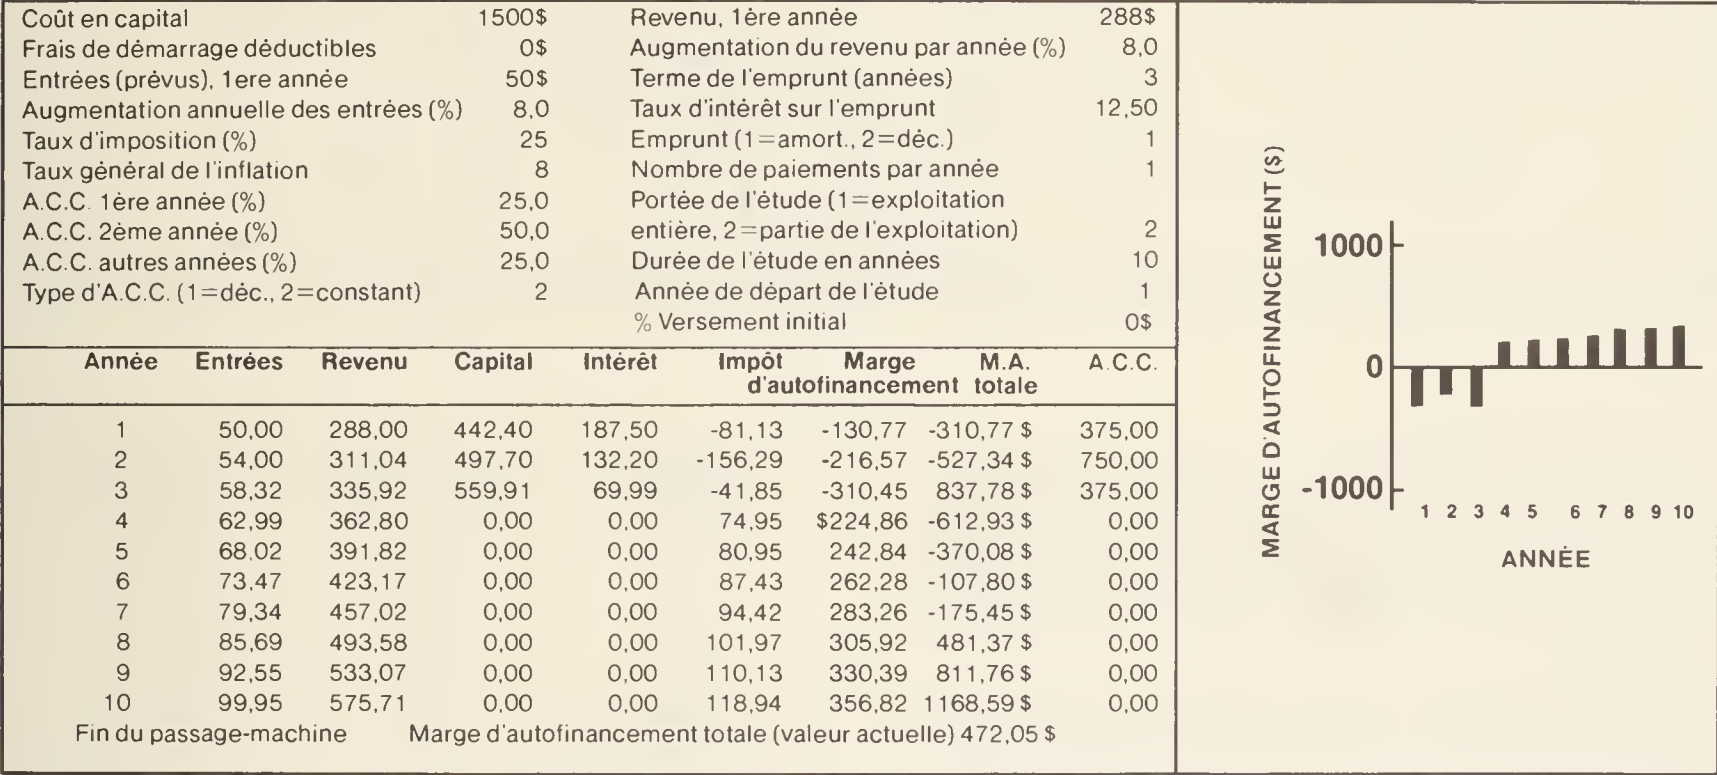 Coût en capital 1500$ Revenu, 1ère année 288$
Frais de démarrage déductibles 0$ Augmentation du revenu par année (%) 8,0
Entrées (prévus), 1ere année 50$ Terme de l'emprunt (années) 3
Augmentation annuelle des entrées (%) 8,0 Taux d'intérêt sur l'emprunt 12,50
Taux d'imposition (%) 25 Emprunt (1=amort., 2=déc.) 1
Taux général de l'inflation 8 Nombre de paiements par année 1
A.C.C. 1ère année (%) 25,0 Portée de l'étude (1=exploitation
A.C.C. 2ème année (%) 50,0 entière, 2=partie de l'exploitation) 2
A.C.C. autres années (%) 25,0 Durée de l'étude en années 10
Type d'A.C.C. (1=déc., 2=constant) 2 Année de départ de l'étude 1
% Versement initial 0$
Année Entrées Revenu Capital Intérêt Impôt Marge M.A. A.C.C.
d'autofinancement totale
1 50,00 288,00 442,40 187,50 -81,13 -130,77 -310,77 $ 375,00
2 54,00 311,04 497,70 132,20 -156,29 -216,57 -527,34 $ 750,00
3 58,32 335,92 559,91 69,99 -41,85 -310,45 837,78 $ 375,00
4 62,99 362,80 0,00 0,00 74,95 $224,86 -612,93 $ 0,00
5 68.02 391,82 0,00 0,00 80,95 242,84 -370,08 $ 0,00
6 73,47 423,17 0,00 0,00 87,43 262,28 -107,80 $ 0,00
7 79,34 457,02 0,00 0,00 94,42 283,26 -175,45 $ 0,00
8 85,69 493,58 0,00 0,00 101,97 305,92 481,37 $ 0,00
9 92,55 533,07 0,00 0,00 110,13 330,39 811,76 $ 0,00
10 99,95 575,71 0,00 0,00 118,94 356,82 1168,59 $ 0,00
Fin du passage-machine Marge d'autofinancement totale (valeur actuelle) 472,05 $
MARGE D'AUTOFINANCEMENT ($)
1000
0
-1000
1 2 3 4 5 6 7 8 9 10
ANNÉE